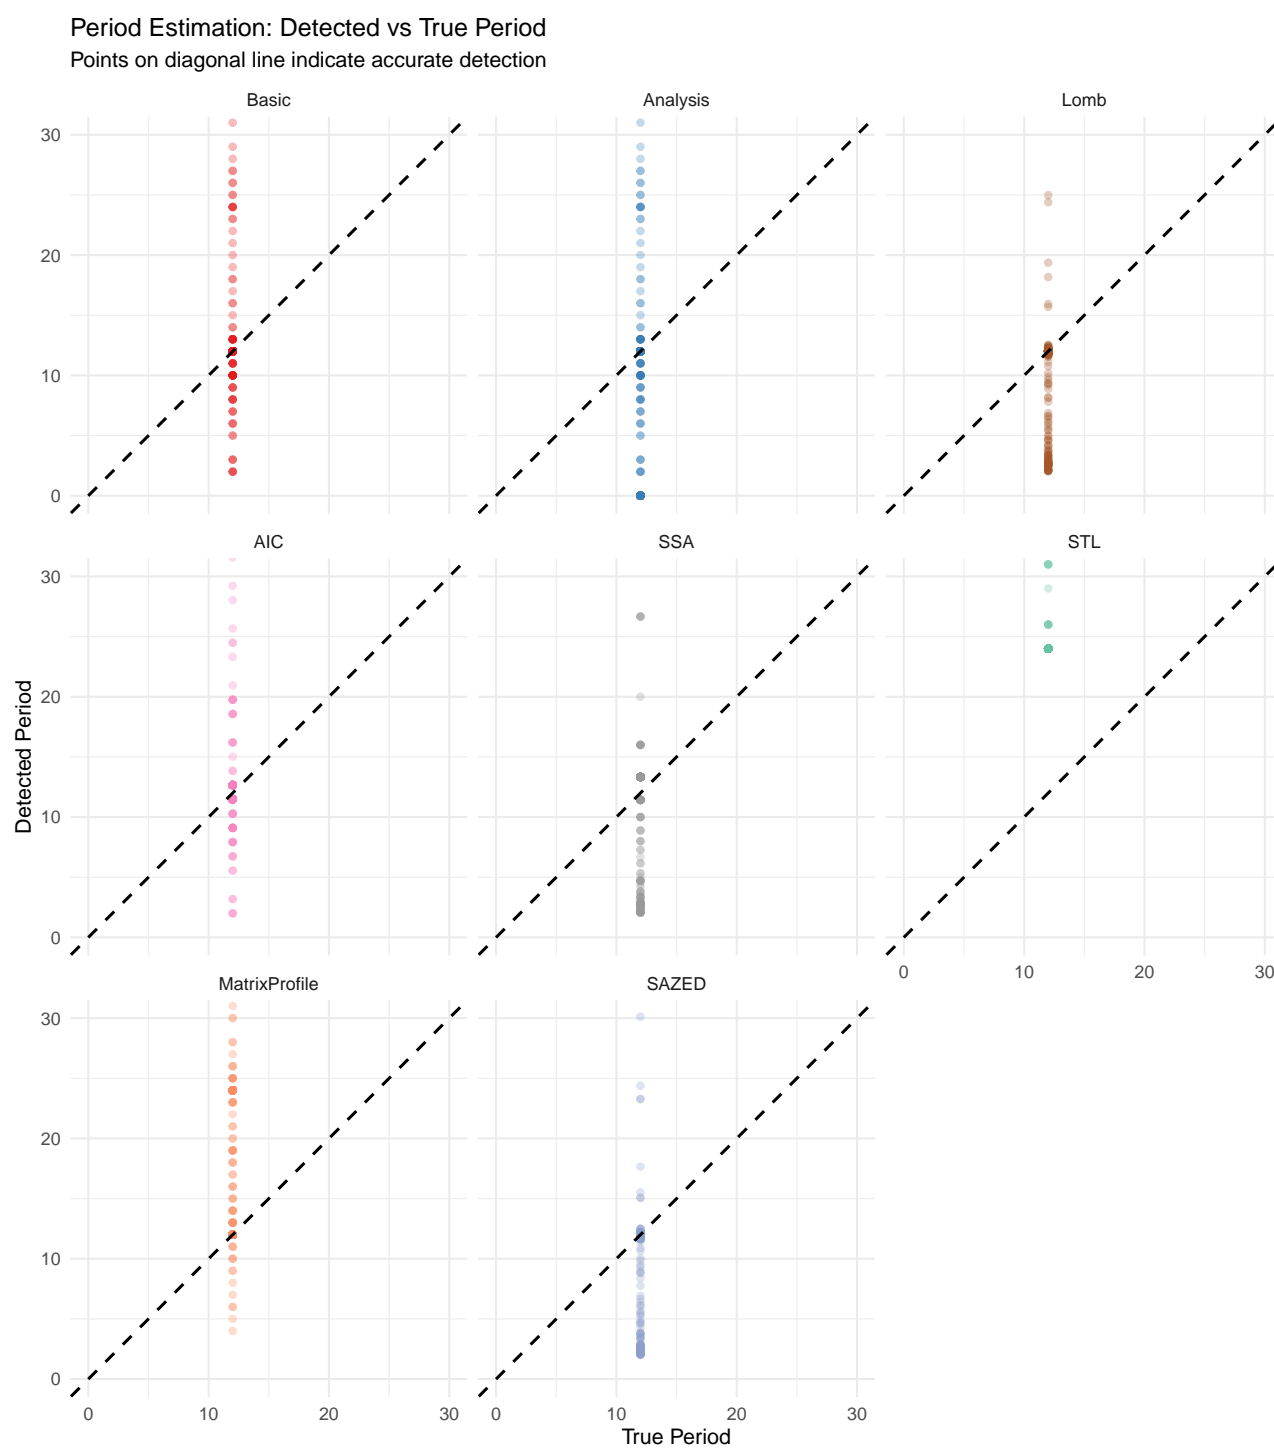 Period Estimation: Detected vs True Period
Points on diagonal line indicate accurate detection
Basic Analysis Lomb
30
20
10
0
AIC SSA STL
30
20
10
0
0 10 20 30
MatrixProfile SAZED
30
20
10
0
0 10 20 30 0 10 20 30
True Period
Detected Period